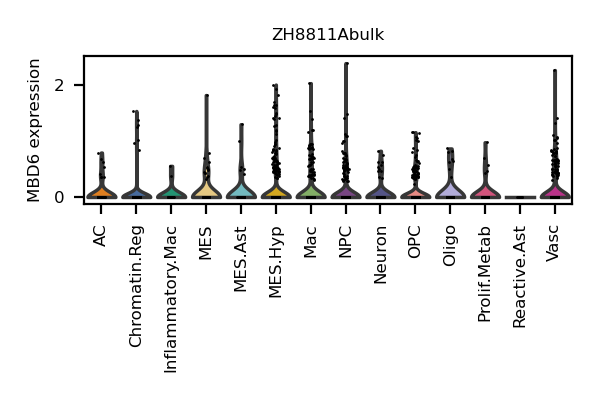 ZH8811Abulk
MBD6 expression
2
0
AC
Chromatin.Reg
Inflammatory.Mac
MES
MES.Ast
MES.Hyp
Mac
NPC
Neuron
OPC
Oligo
Prolif.Metab
Reactive.Ast
Vasc